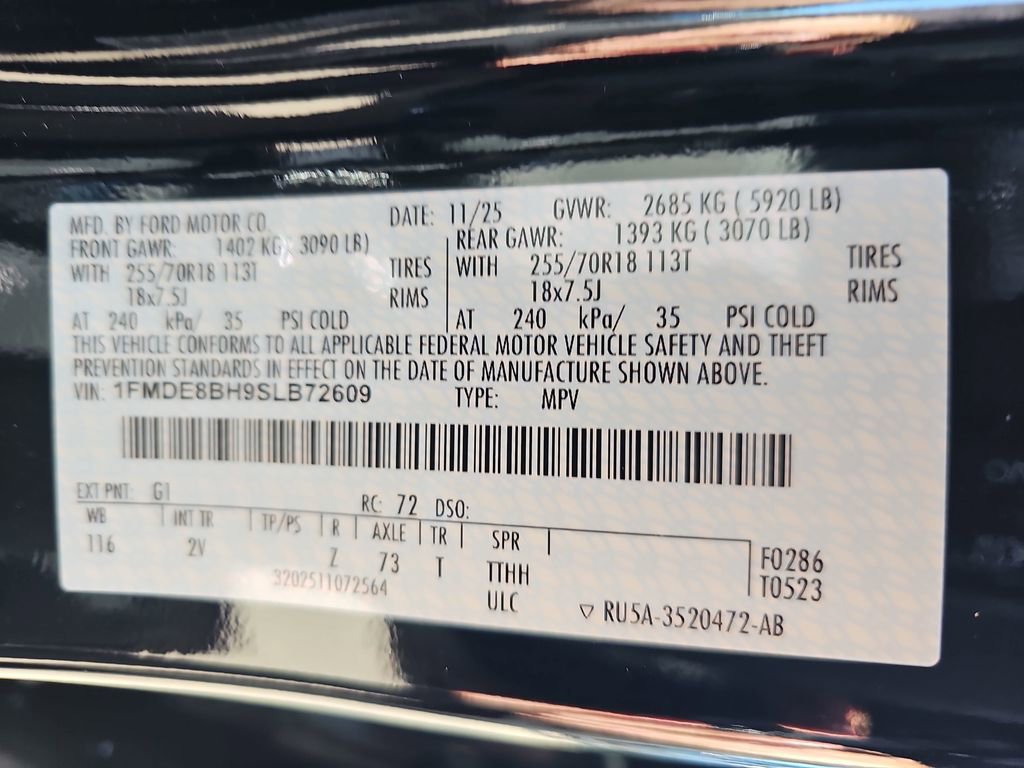 MFD. BY FORD MOTOR CO. DATE: 11/25 GVWR: 2685 KG ( 5920 LB)
FRONT GAWR: 1402 KG( 3090 LB) REAR GAWR: 1393 KG ( 3070 LB)
WITH 255/70R18 113T TIRES WITH 255/70R18 113T TIRES
18x7.5J RIMS 18x7.5J RIMS
AT 240 kPa/ 35 PSI COLD AT 240 kPa/ 35 PSI COLD
THIS VEHICLE CONFORMS TO ALL APPLICABLE FEDERAL MOTOR VEHICLE SAFETY AND THEFT
PREVENTION STANDARDS IN EFFECT ON THE DATE OF MANUFACTURE SHOWN ABOVE.
VIN: 1FMDE8BH9SLB72609 TYPE: MPV
EXT PNT: G1 RC: 72 DSO:
WB INT TR TP/PS R AXLE TR SPR
116 2V Z 73 T TTHH F0286
3202511072564 ULC T0523
▽ RU5A-3520472-AB